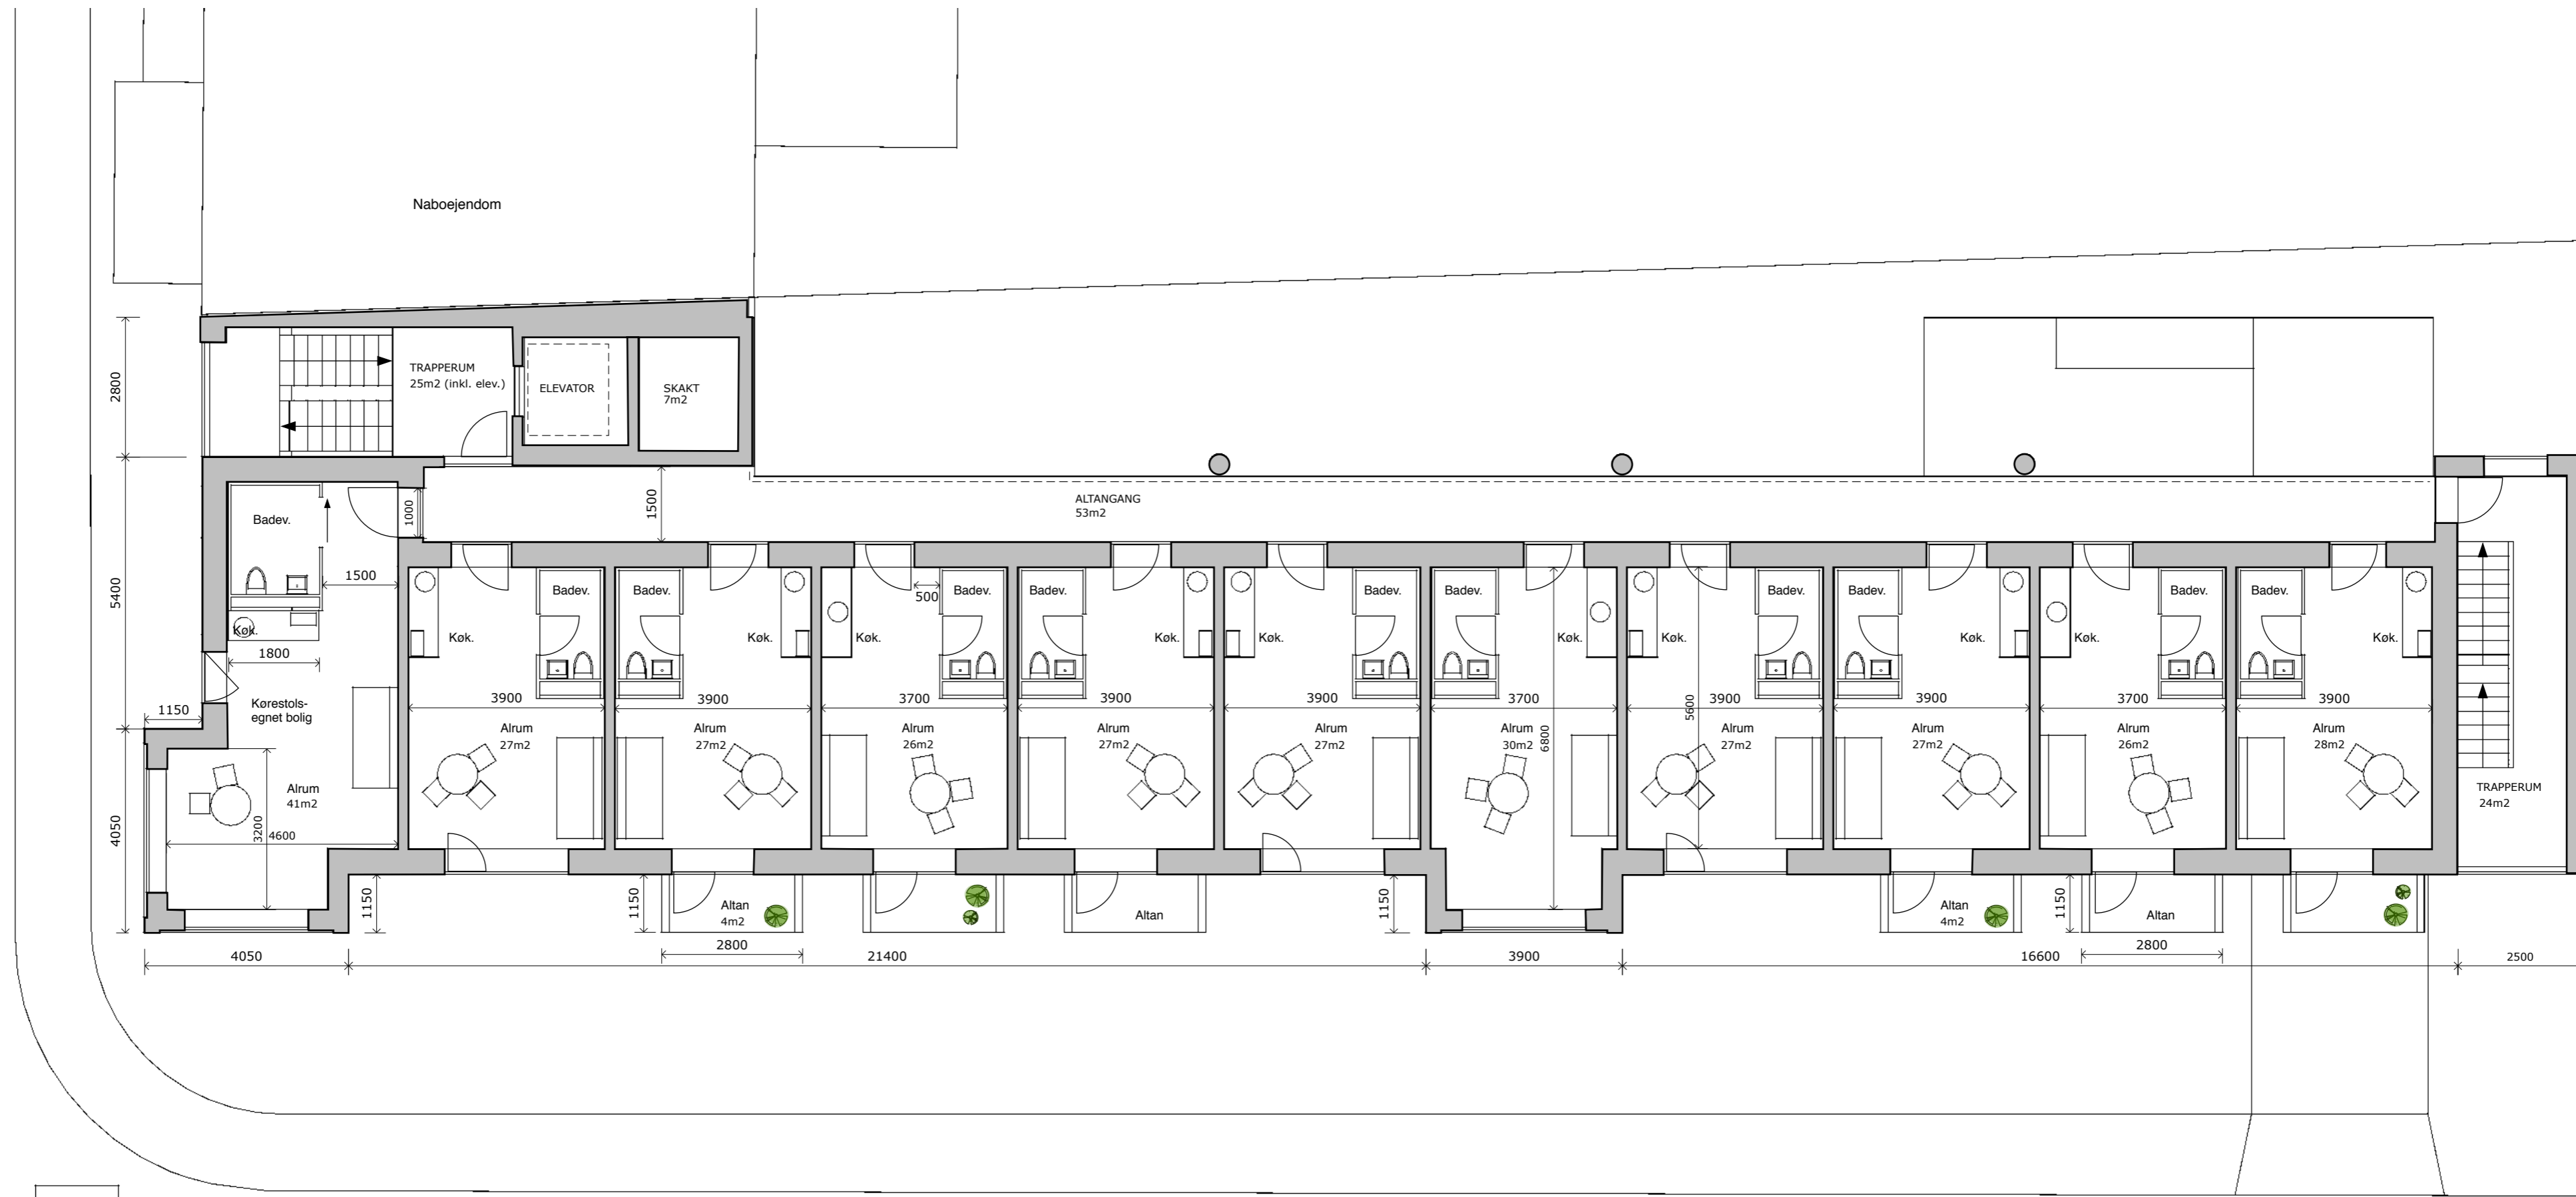 Naboejendom
TRAPPERUM
25m2 (inkl. elev.)
ELEVATOR
SKAKT
7m2
2800
5400
4050
ALTANGANG
53m2
1500
1000
Badev.
1500
Køk.
1800
Kørestols-
egnet bolig
1150
Alrum
41m2
3200
4600
1150
Køk.
Badev.
3900
Alrum
27m2
Badev.
Køk.
3900
Alrum
27m2
500
Køk.
Badev.
3700
Alrum
26m2
Badev.
Køk.
3900
Alrum
27m2
Køk.
Badev.
3900
Alrum
27m2
Badev.
Køk.
3700
Alrum
30m2
6800
Køk.
Badev.
5600
3900
Alrum
27m2
Badev.
Køk.
3900
Alrum
27m2
Køk.
Badev.
3700
Alrum
26m2
Badev.
Køk.
3900
Alrum
28m2
TRAPPERUM
24m2
1150
Altan
4m2
2800
Altan
1150
Altan
4m2
1150
Altan
2800
4050
21400
3900
16600
2500